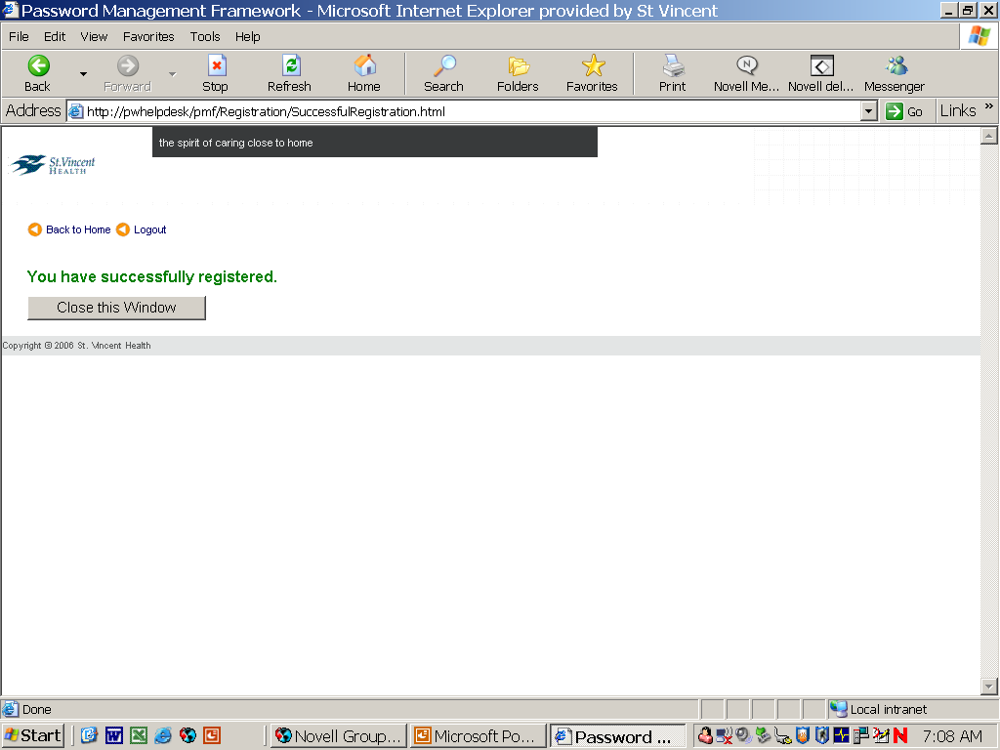 Password Management Framework - Microsoft Internet Explorer provided by St Vincent
File Edit View Favorites Tools Help
Back Forward Stop Refresh Home Search Folders Favorites Print Novell Me... Novell del... Messenger
Address http://pwhelpdesk/pmf/Registration/SuccessfulRegistration.html Go Links »
the spirit of caring close to home
St.Vincent
HEALTH
Back to Home Logout
You have successfully registered.
Close this Window
Copyright © 2006 St. Vincent Health
Done Local intranet
Start Novell Group... Microsoft Po... Password ... 7:08 AM